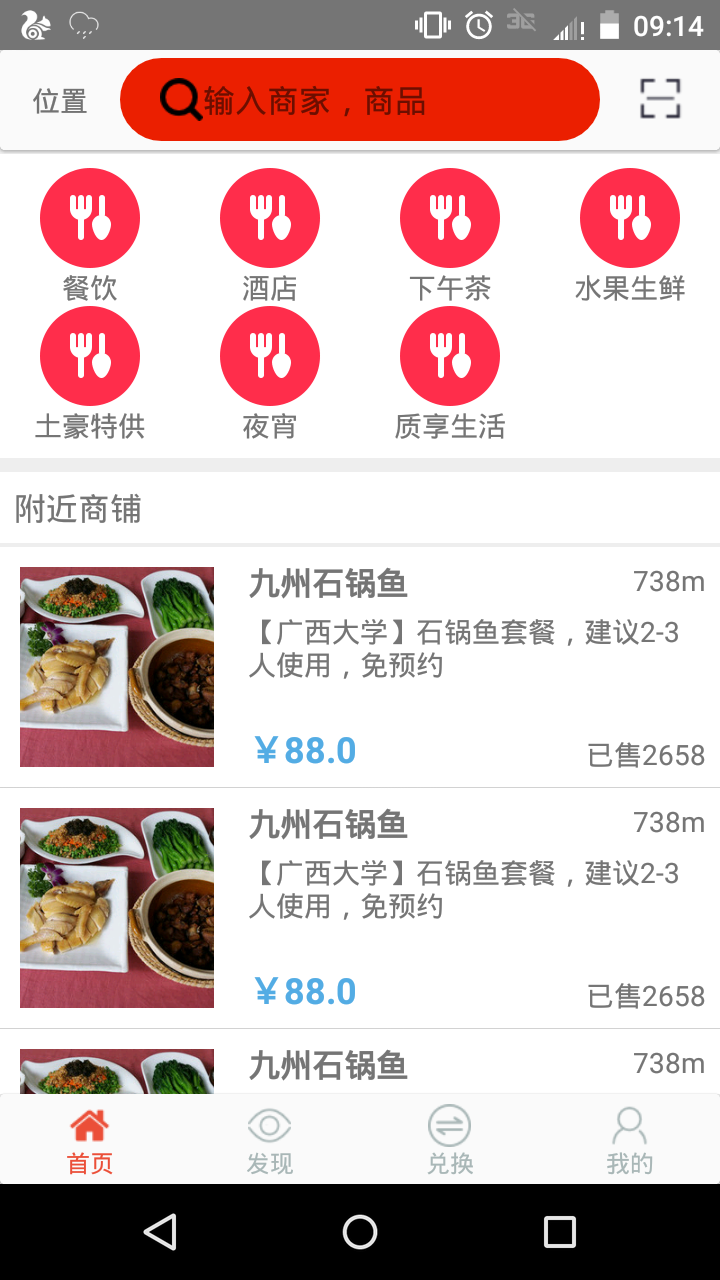 3G
09:14
位置
输入商家，商品
餐饮
酒店
下午茶
水果生鲜
土豪特供
夜宵
质享生活
附近商铺
九州石锅鱼
738m
【广西大学】石锅鱼套餐，建议2-3
人使用，免预约
￥88.0
已售2658
九州石锅鱼
738m
【广西大学】石锅鱼套餐，建议2-3
人使用，免预约
￥88.0
已售2658
九州石锅鱼
738m
首页
发现
兑换
我的